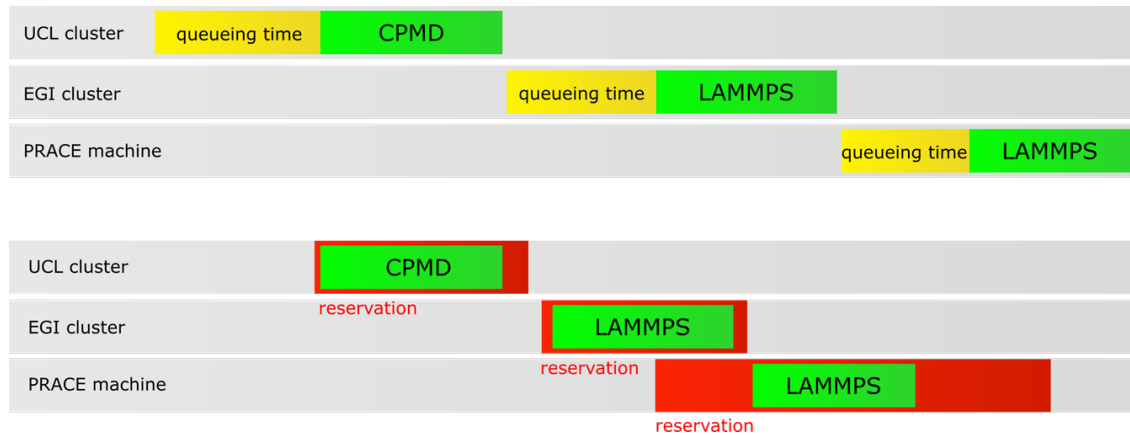 UCL cluster queueing time CPMD
EGI cluster queueing time LAMMPS
PRACE machine queueing time LAMMPS
UCL cluster CPMD
reservation
EGI cluster LAMMPS
reservation
PRACE machine LAMMPS
reservation